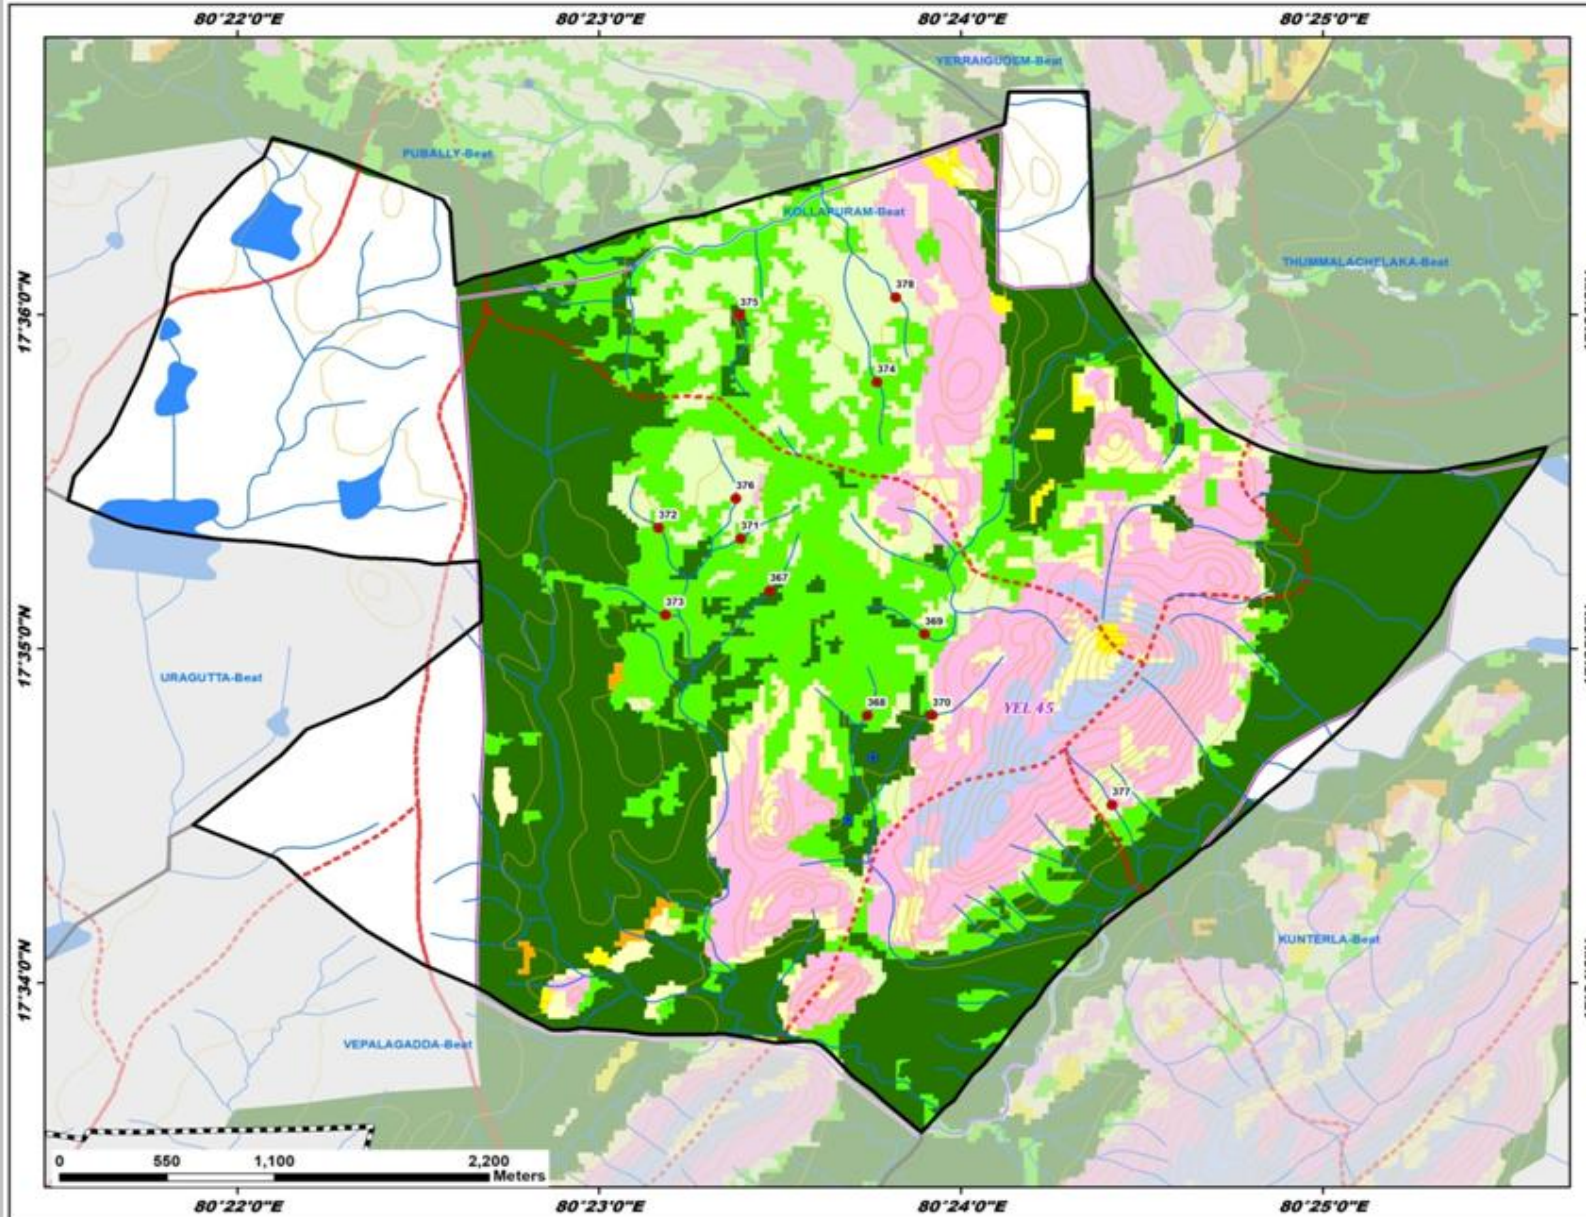 80°22'0"E 80°23'0"E 80°24'0"E 80°25'0"E
YERRAIGUDEM-Beat
PUBALLY-Beat
KOLLAPURAM-Beat
THUMMALACHELAKA-Beat
378
375
17°36'0"N
374
376
372
371
367
373
369
17°35'0"N
URAGUTTA-Beat
368
370
YEL 45
377
KUNTERLA-Beat
17°34'0"N
VEPALAGADDA-Beat
0 550 1,100 2,200
Meters
80°22'0"E 80°23'0"E 80°24'0"E 80°25'0"E